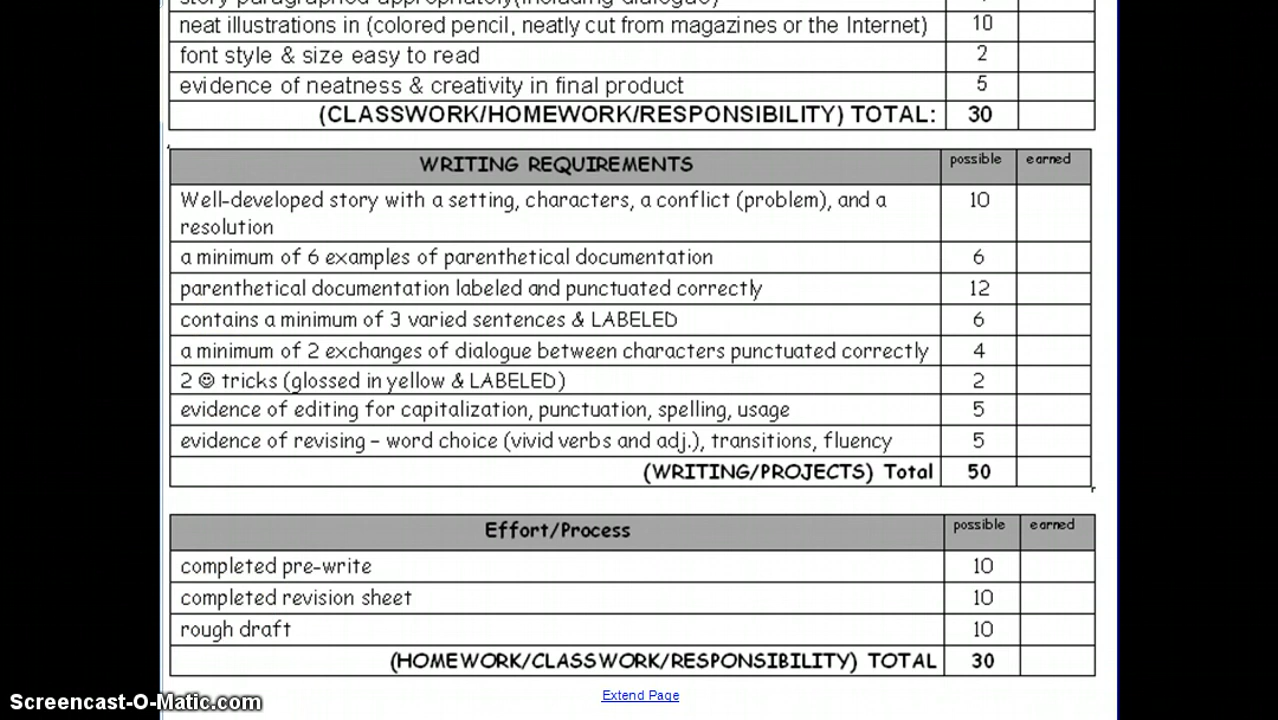 story paragraphed appropriately(including dialogue)
neat illustrations in (colored pencil, neatly cut from magazines or the Internet) 10
font style & size easy to read 2
evidence of neatness & creativity in final product 5
(CLASSWORK/HOMEWORK/RESPONSIBILITY) TOTAL: 30
WRITING REQUIREMENTS possible earned
Well-developed story with a setting, characters, a conflict (problem), and a 10
resolution
a minimum of 6 examples of parenthetical documentation 6
parenthetical documentation labeled and punctuated correctly 12
contains a minimum of 3 varied sentences & LABELED 6
a minimum of 2 exchanges of dialogue between characters punctuated correctly 4
2 ☺ tricks (glossed in yellow & LABELED) 2
evidence of editing for capitalization, punctuation, spelling, usage 5
evidence of revising – word choice (vivid verbs and adj.), transitions, fluency 5
(WRITING/PROJECTS) Total 50
Effort/Process possible earned
completed pre-write 10
completed revision sheet 10
rough draft 10
(HOMEWORK/CLASSWORK/RESPONSIBILITY) TOTAL 30
Extend Page
Screencast-O-Matic.com